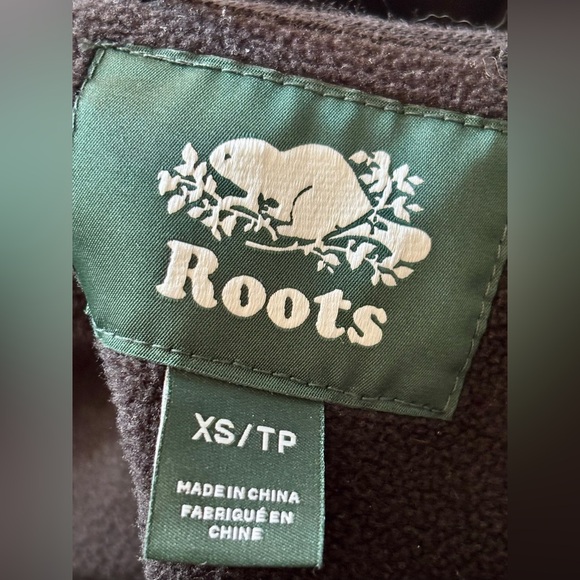 Roots
XS/TP
MADE IN CHINA
FABRIQUÉ EN
CHINE